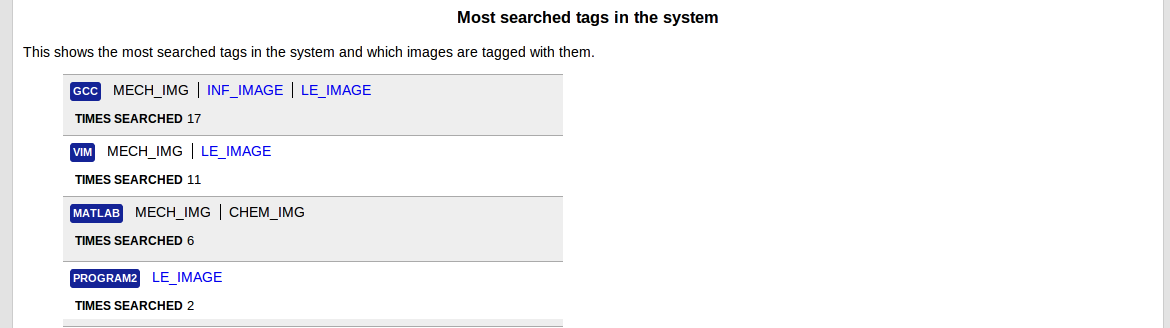 Most searched tags in the system
This shows the most searched tags in the system and which images are tagged with them.
GCC MECH_IMG | INF_IMAGE | LE_IMAGE
TIMES SEARCHED 17
VIM MECH_IMG | LE_IMAGE
TIMES SEARCHED 11
MATLAB MECH_IMG | CHEM_IMG
TIMES SEARCHED 6
PROGRAM2 LE_IMAGE
TIMES SEARCHED 2